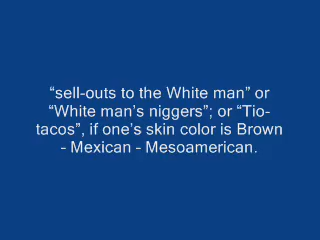 “sell-outs to the White man” or
“White man’s niggers”; or “Tio-
tacos”, if one’s skin color is Brown
– Mexican – Mesoamerican.